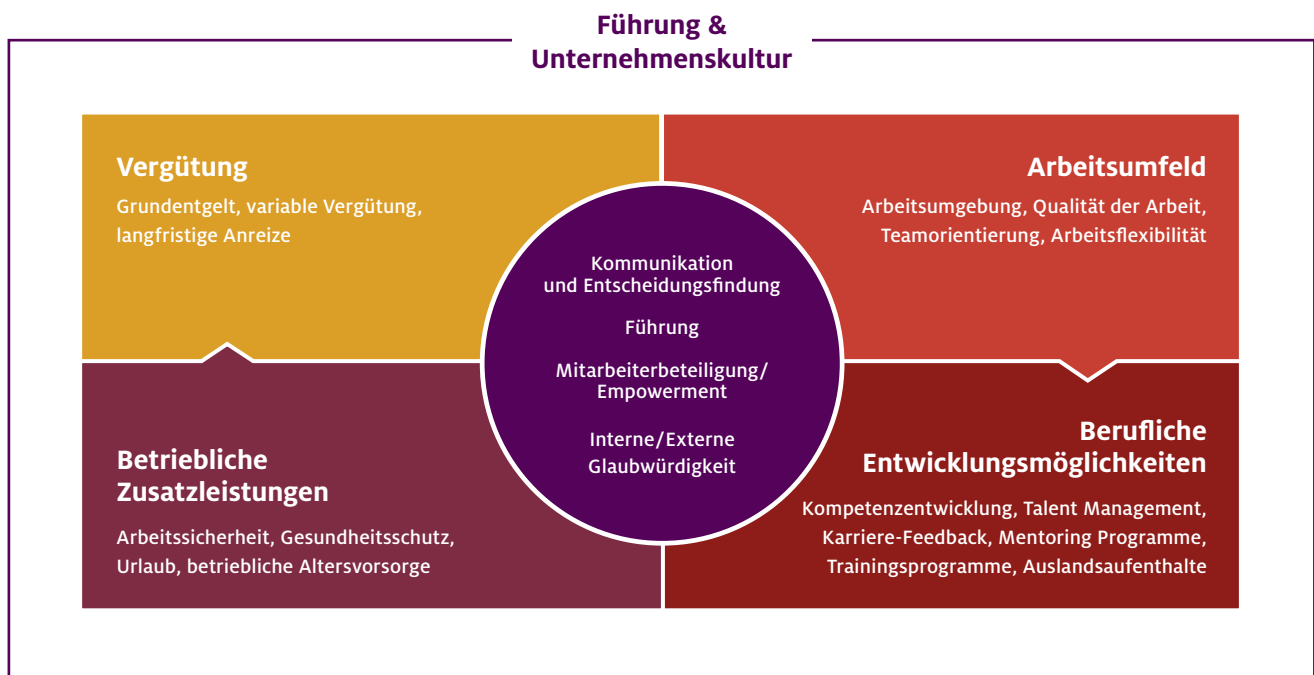 Führung &
Unternehmenskultur
Vergütung
Grundentgelt, variable Vergütung,
langfristige Anreize
Arbeitsumfeld
Arbeitsumgebung, Qualität der Arbeit,
Teamorientierung, Arbeitsflexibilität
Kommunikation
und Entscheidungsfindung
Führung
Mitarbeiterbeteiligung/
Empowerment
Interne/Externe
Glaubwürdigkeit
Betriebliche
Zusatzleistungen
Arbeitssicherheit, Gesundheitsschutz,
Urlaub, betriebliche Altersvorsorge
Berufliche
Entwicklungsmöglichkeiten
Kompetenzentwicklung, Talent Management,
Karriere-Feedback, Mentoring Programme,
Trainingsprogramme, Auslandsaufenthalte